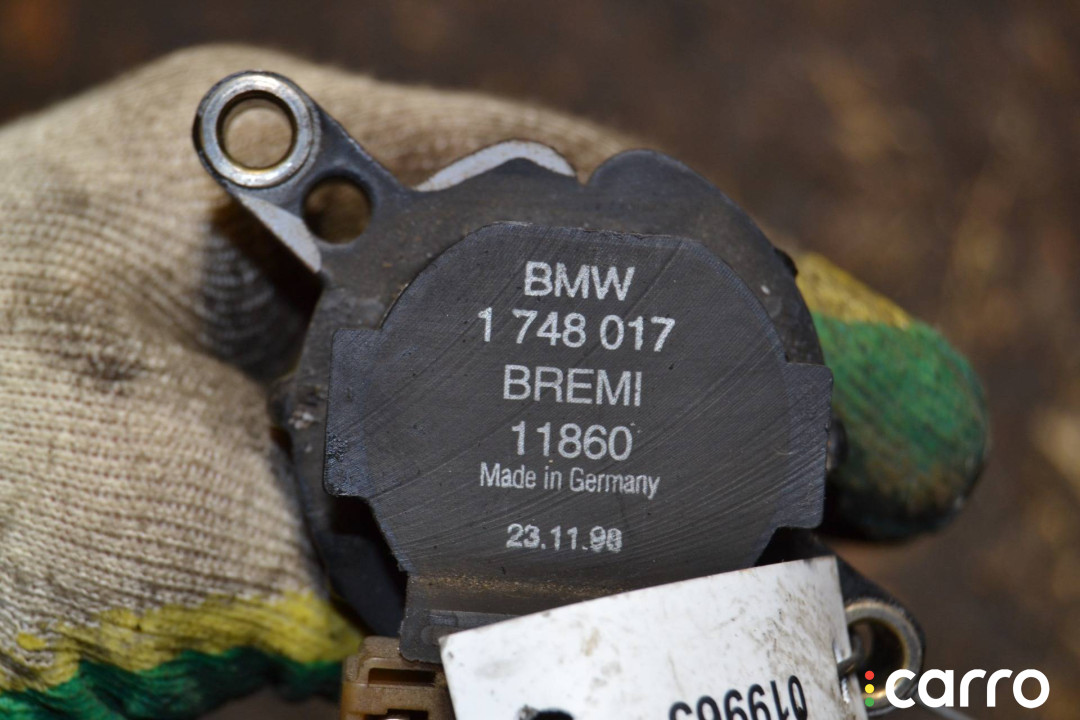 BMW
1 748 017
BREMI
11860
Made in Germany
23.11.98
carro